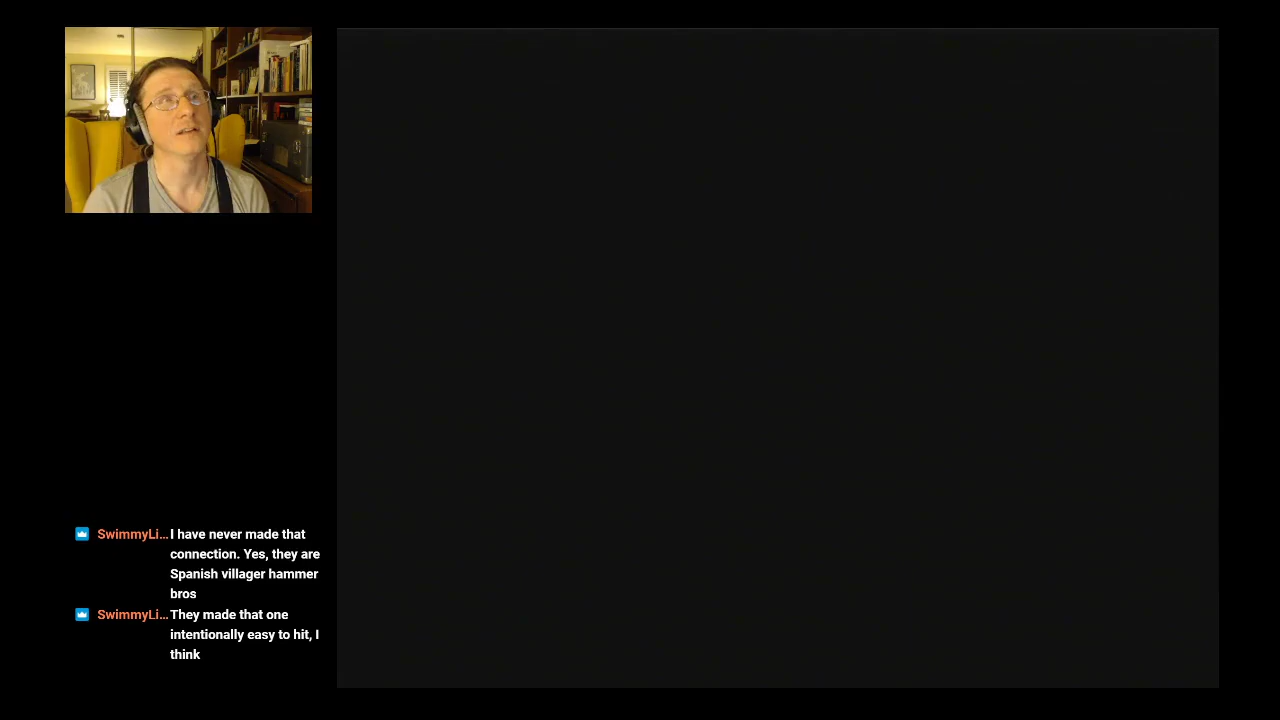 SwimmyLi... I have never made that
connection. Yes, they are
Spanish villager hammer
bros
SwimmyLi... They made that one
intentionally easy to hit, I
think